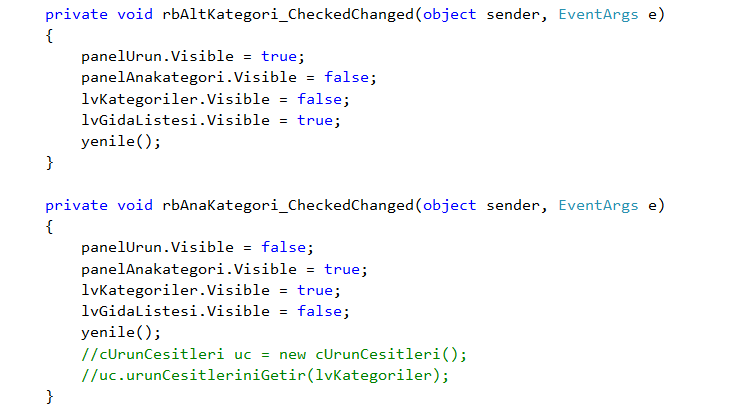 private void rbAltKategori_CheckedChanged(object sender, EventArgs e)
{
panelUrun.Visible = true;
panelAnakategori.Visible = false;
lvKategoriler.Visible = false;
lvGidaListesi.Visible = true;
yenile();
}
private void rbAnaKategori_CheckedChanged(object sender, EventArgs e)
{
panelUrun.Visible = false;
panelAnakategori.Visible = true;
lvKategoriler.Visible = true;
lvGidaListesi.Visible = false;
yenile();
//cUrunCesitleri uc = new cUrunCesitleri();
//uc.urunCesitleriniGetir(lvKategoriler);
}